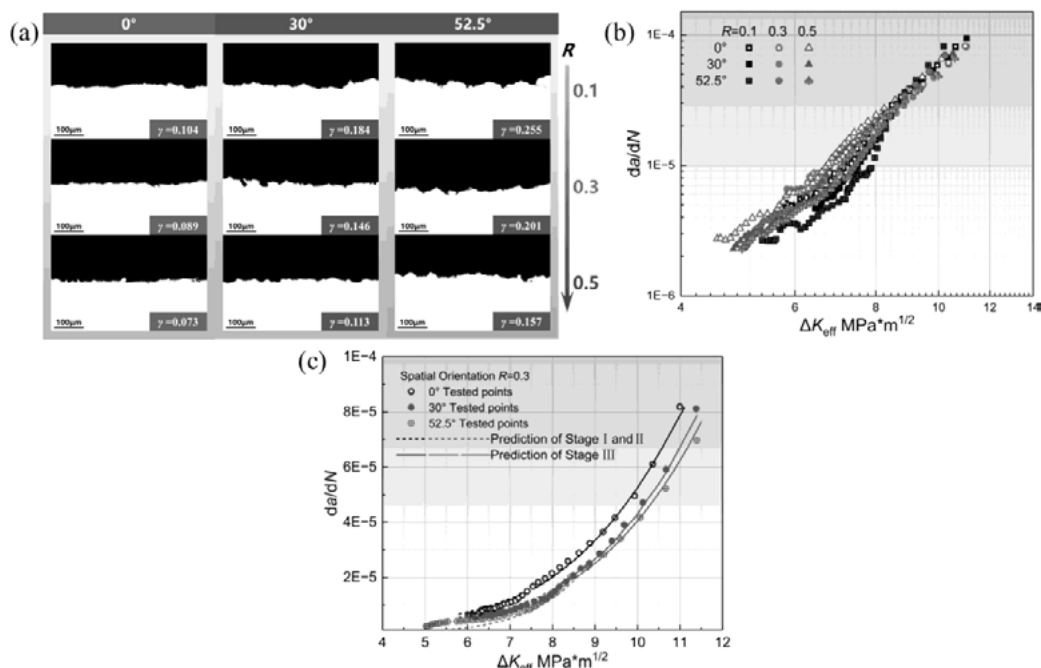 (a)
0° 30° 52.5°
R
100μm γ=0.104 100μm γ=0.184 100μm γ=0.255
0.1
100μm γ=0.089 100μm γ=0.146 100μm γ=0.201
0.3
100μm γ=0.073 100μm γ=0.113 100μm γ=0.157
0.5
(b)
R=0.1 0.3 0.5
0°
30°
52.5°
1E-4
1E-5
1E-6
da/dN
4 6 8 10 12 14
ΔKeff MPa*m1/2
(c)
Spatial Orientation R=0.3
0° Tested points
30° Tested points
52.5° Tested points
Prediction of Stage Ⅰ and Ⅱ
Prediction of Stage Ⅲ
1E-4
8E-5
6E-5
4E-5
2E-5
da/dN
4 5 6 7 8 9 10 11 12
ΔKeff MPa*m1/2